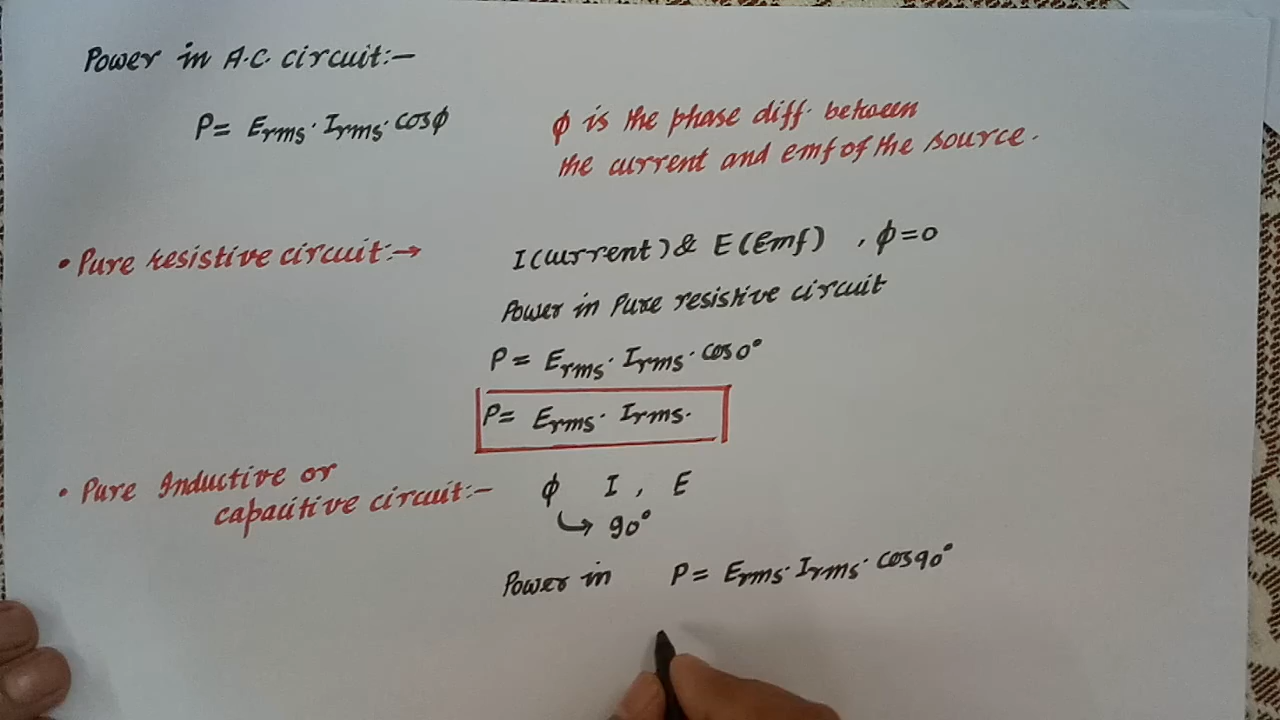 Power in A.C. circuit:-
P= Erms. Irms. cosϕ
ϕ is the phase diff. between
the current and emf of the source.
• Pure resistive circuit:→
I(current) & E(Emf) , ϕ=0
Power in Pure resistive circuit
P = Erms. Irms. cos0°
P= Erms. Irms.
• Pure Inductive or
capacitive circuit:-
ϕ I, E
↳ 90°
Power in P= Erms. Irms. cos90°